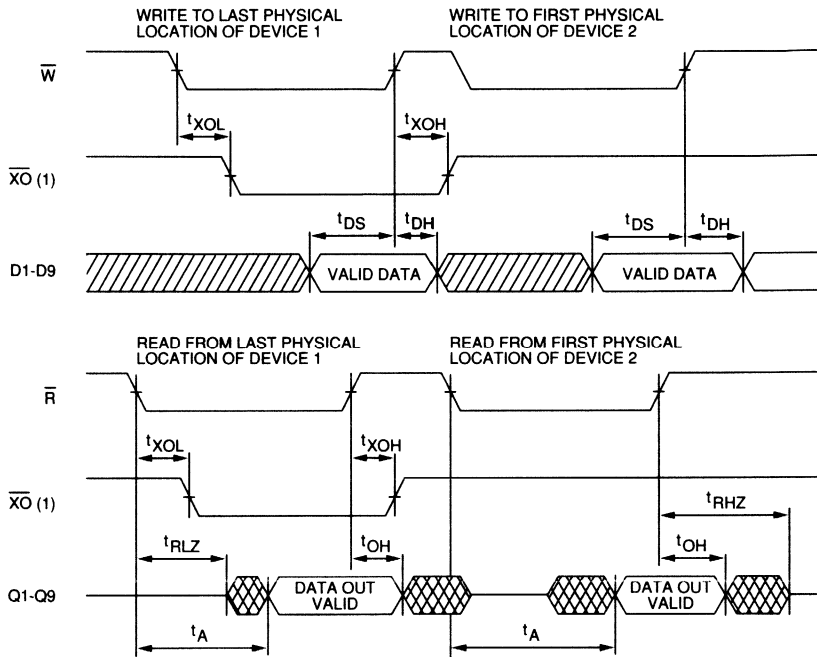 WRITE TO LAST PHYSICAL
LOCATION OF DEVICE 1
WRITE TO FIRST PHYSICAL
LOCATION OF DEVICE 2
W
tXOL
tXOH
XO (1)
tDS
tDH
tDS
tDH
D1-D9
VALID DATA
VALID DATA
READ FROM LAST PHYSICAL
LOCATION OF DEVICE 1
READ FROM FIRST PHYSICAL
LOCATION OF DEVICE 2
R
tXOL
tXOH
XO (1)
tRHZ
tRLZ
tOH
tOH
Q1-Q9
DATA OUT
VALID
DATA OUT
VALID
tA
tA